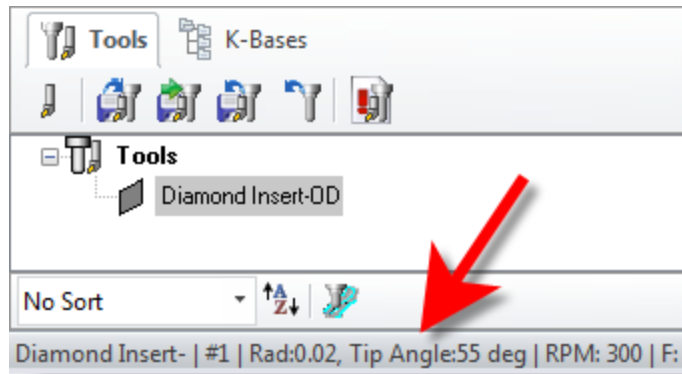 Tools K-Bases
Tools
Diamond Insert-OD
No Sort
Diamond Insert- | #1 | Rad:0.02, Tip Angle:55 deg | RPM: 300 | F: